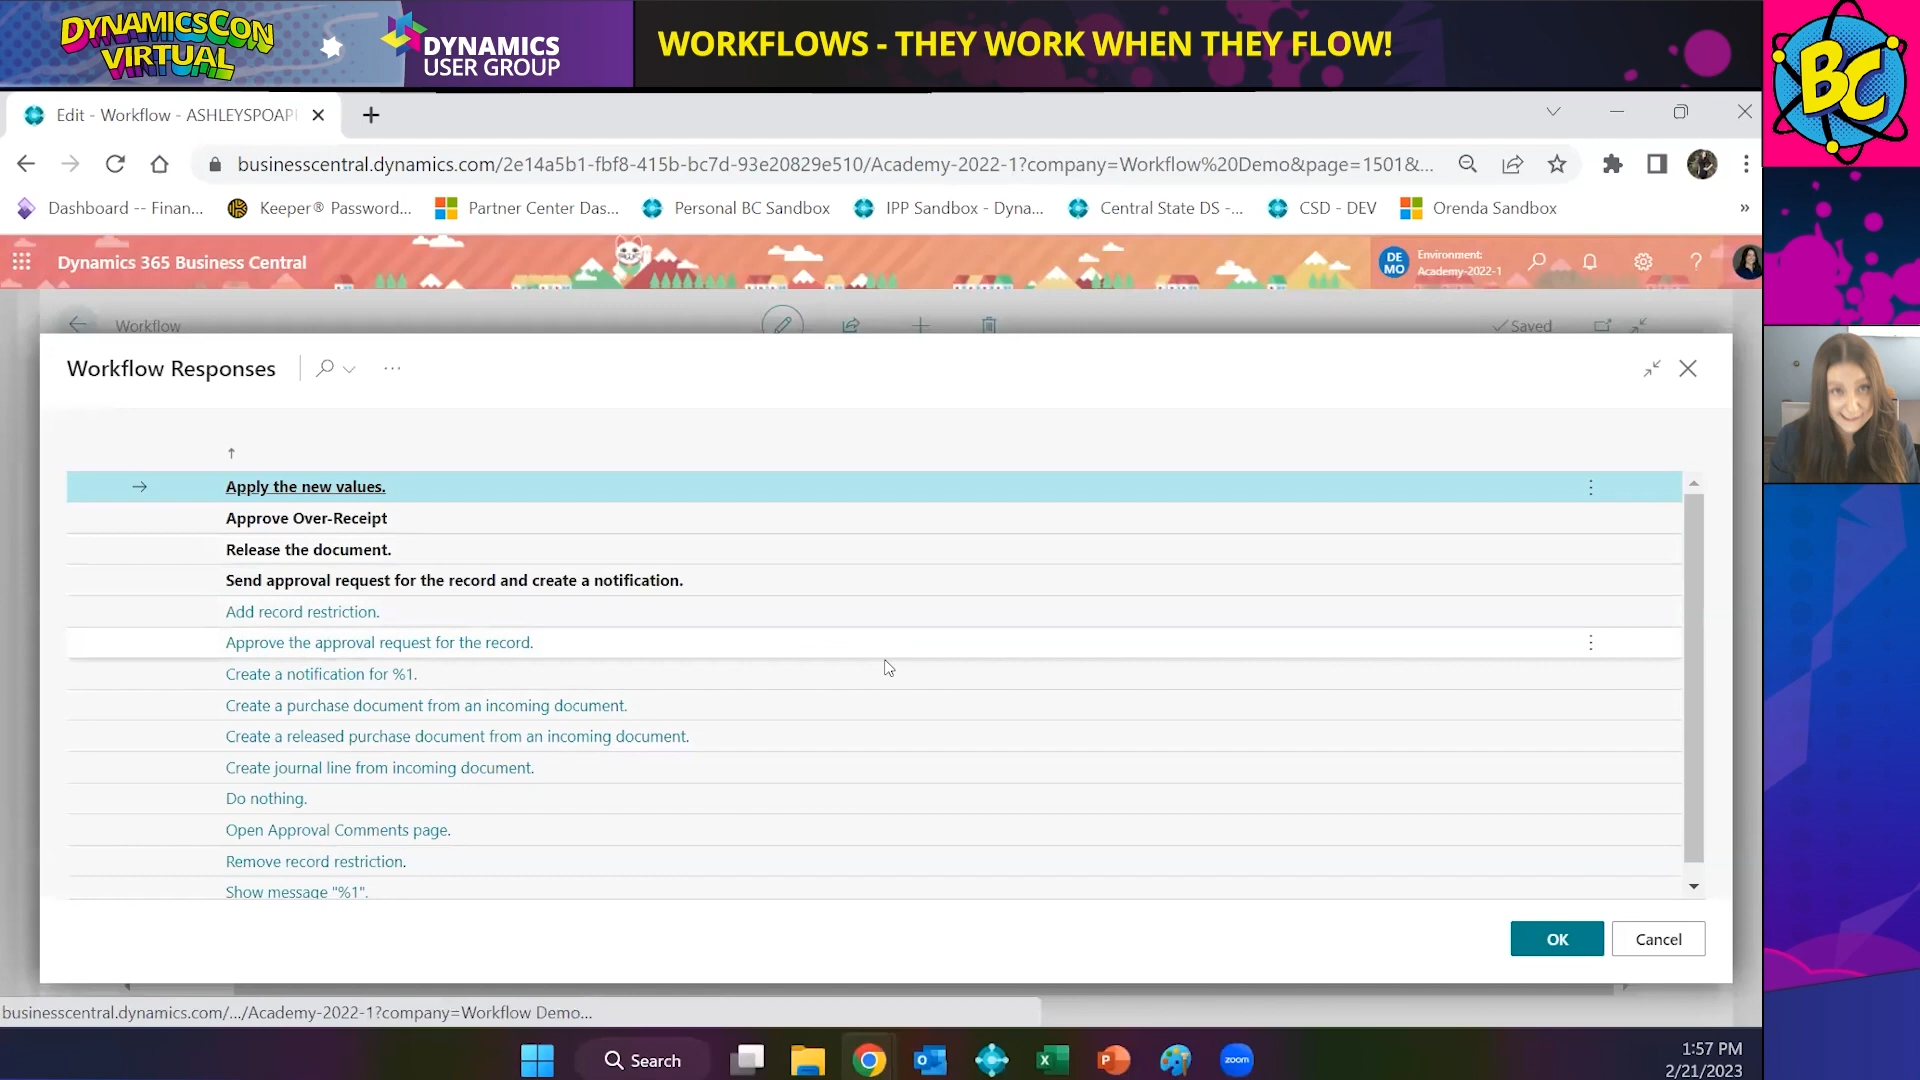 DYNAMICSCON
VIRTUAL
DYNAMICS
USER GROUP
WORKFLOWS - THEY WORK WHEN THEY FLOW!
BC
Edit - Workflow - ASHLEYSPOAPI
businesscentral.dynamics.com/2e14a5b1-fbf8-415b-bc7d-93e20829e510/Academy-2022-1?company=Workflow%20Demo&page=1501&...
Dashboard -- Finan...
Keeper® Password...
Partner Center Das...
Personal BC Sandbox
IPP Sandbox - Dyna...
Central State DS -...
CSD - DEV
Orenda Sandbox
»
Dynamics 365 Business Central
DE
MO
Environment:
Academy-2022-1
Workflow
Saved
Workflow Responses
Apply the new values.
Approve Over-Receipt
Release the document.
Send approval request for the record and create a notification.
Add record restriction.
Approve the approval request for the record.
Create a notification for %1.
Create a purchase document from an incoming document.
Create a released purchase document from an incoming document.
Create journal line from incoming document.
Do nothing.
Open Approval Comments page.
Remove record restriction.
Show message "%1".
OK
Cancel
businesscentral.dynamics.com/.../Academy-2022-1?company=Workflow Demo...
Search
zoom
1:57 PM
2/21/2023